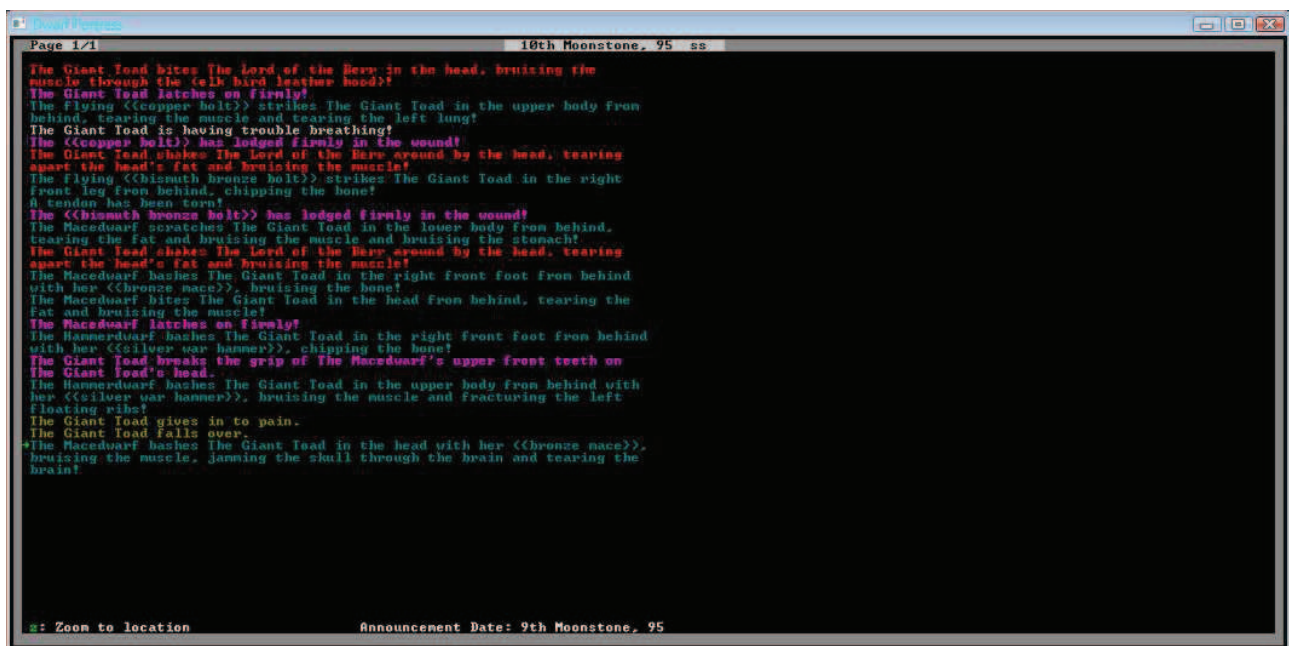 Dwarf Fortress
Page 1/1 10th Moonstone, 95 ss
The Giant Toad bites The Lord of the Berr in the head, bruising the
muscle through the (elk bird leather hood)!
The Giant Toad latches on firmly!
The flying <<copper bolt>> strikes The Giant Toad in the upper body from
behind, tearing the muscle and tearing the left lung!
The Giant Toad is having trouble breathing!
The <<copper bolt>> has lodged firmly in the wound!
The Giant Toad shakes The Lord of the Berr around by the head, tearing
apart the head's fat and bruising the muscle!
The flying <<bismuth bronze bolt>> strikes The Giant Toad in the right
front leg from behind, chipping the bone!
A tendon has been torn!
The <<bismuth bronze bolt>> has lodged firmly in the wound!
The Macedwarf scratches The Giant Toad in the lower body from behind,
tearing the fat and bruising the muscle and bruising the stomach!
The Giant Toad shakes The Lord of the Berr around by the head, tearing
apart the head's fat and bruising the muscle!
The Macedwarf bashes The Giant Toad in the right front foot from behind
with her <<bronze mace>>, bruising the bone!
The Macedwarf bites The Giant Toad in the head from behind, tearing the
fat and bruising the muscle!
The Macedwarf latches on firmly!
The Hammerdwarf bashes The Giant Toad in the right front foot from behind
with her <<silver war hammer>>, chipping the bone!
The Giant Toad breaks the grip of The Macedwarf's upper front teeth on
The Giant Toad's head.
The Hammerdwarf bashes The Giant Toad in the upper body from behind with
her <<silver war hammer>>, bruising the muscle and fracturing the left
floating ribs!
The Giant Toad gives in to pain.
The Giant Toad falls over.
The Macedwarf bashes The Giant Toad in the head with her <<bronze mace>>,
bruising the muscle, jamming the skull through the brain and tearing the
brain!
z: Zoom to location Announcement Date: 9th Moonstone, 95